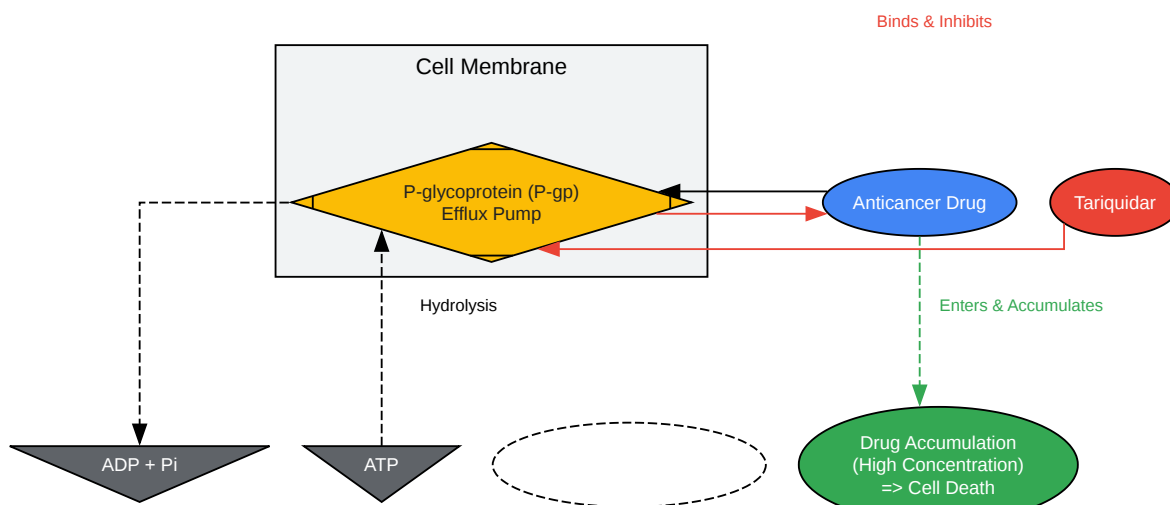 Binds & Inhibits
Cell Membrane
P-glycoprotein (P-gp)
Efflux Pump
Anticancer Drug
Tariquidar
Hydrolysis
Enters & Accumulates
ADP + Pi
ATP
Drug Accumulation
(High Concentration)
=> Cell Death